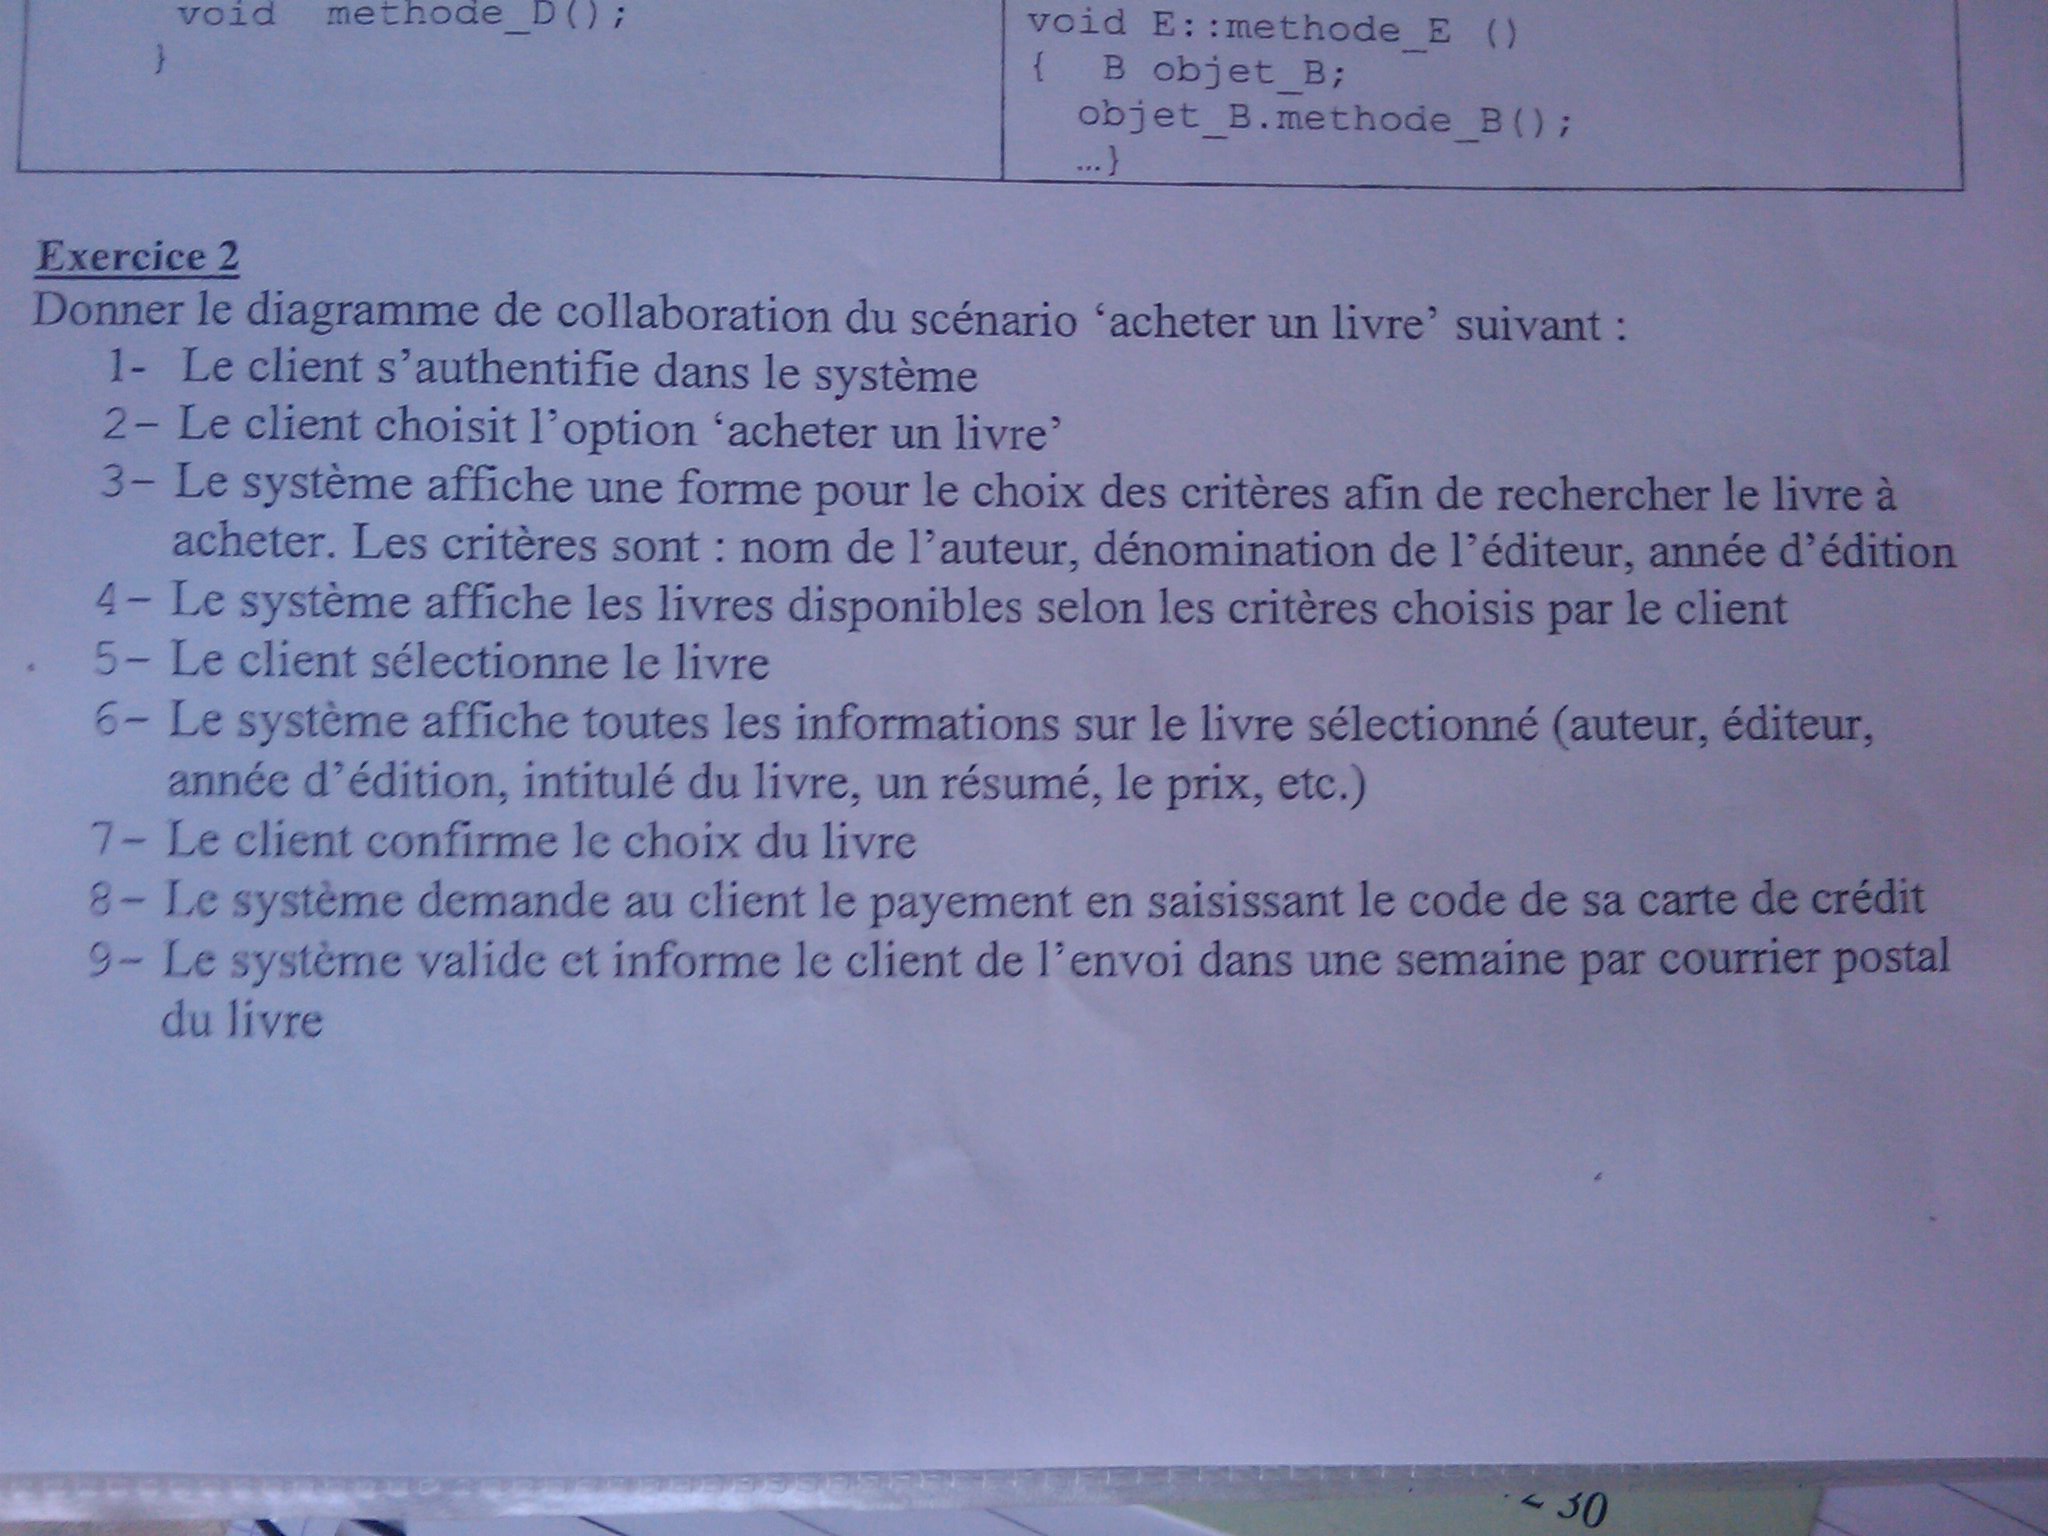 void methode_D();
}
void E::methode_E ()
{ B objet_B;
objet_B.methode_B();
...}
Exercice 2
Donner le diagramme de collaboration du scénario ‘acheter un livre’ suivant :
1- Le client s’authentifie dans le système
2- Le client choisit l’option ‘acheter un livre’
3- Le système affiche une forme pour le choix des critères afin de rechercher le livre à
acheter. Les critères sont : nom de l’auteur, dénomination de l’éditeur, année d’édition
4- Le système affiche les livres disponibles selon les critères choisis par le client
5- Le client sélectionne le livre
6- Le système affiche toutes les informations sur le livre sélectionné (auteur, éditeur,
année d’édition, intitulé du livre, un résumé, le prix, etc.)
7- Le client confirme le choix du livre
8- Le système demande au client le payement en saisissant le code de sa carte de crédit
9- Le système valide et informe le client de l’envoi dans une semaine par courrier postal
du livre
30